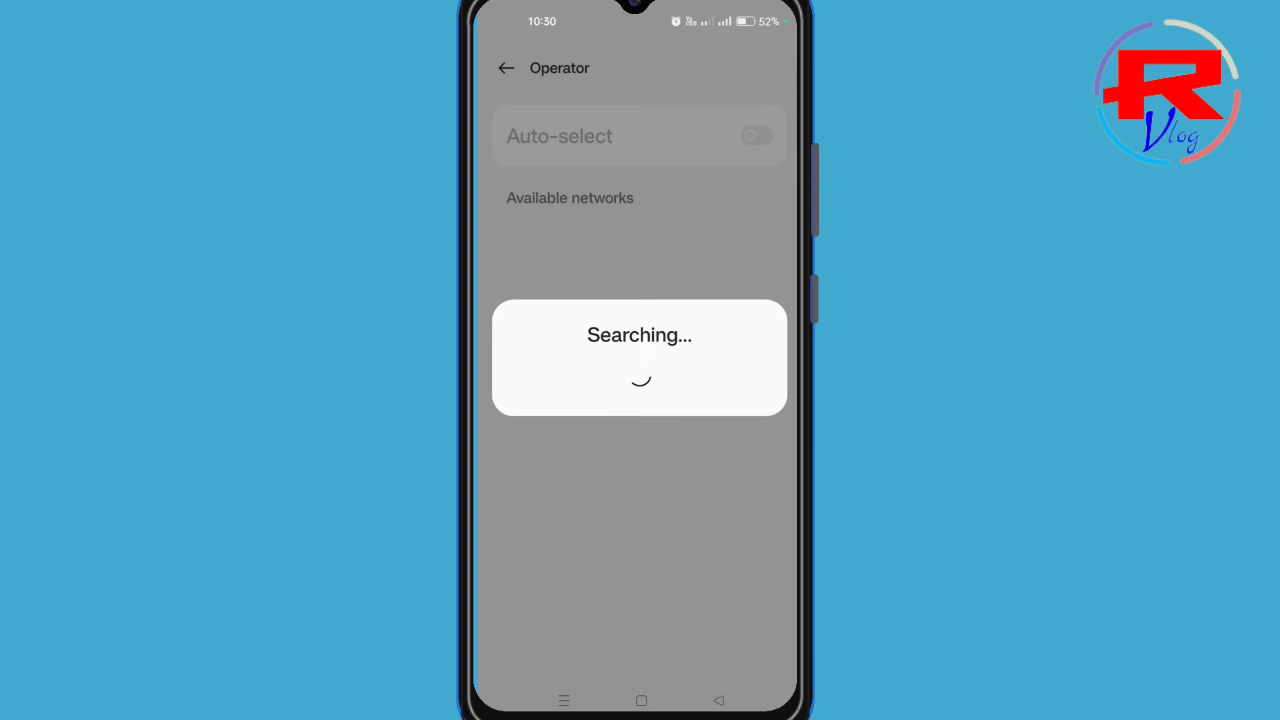 10:30
52%
Operator
Auto-select
Available networks
Searching...
R
Vlog